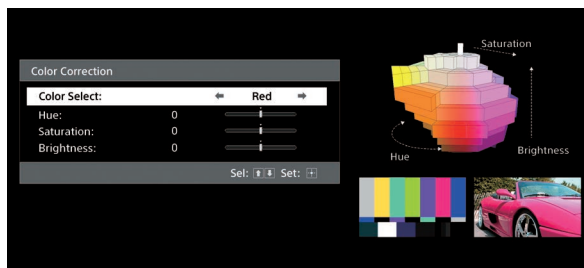 Color Correction
Color Select: Red
Hue: 0
Saturation: 0
Brightness: 0
Sel: Set:
Saturation
Hue
Brightness